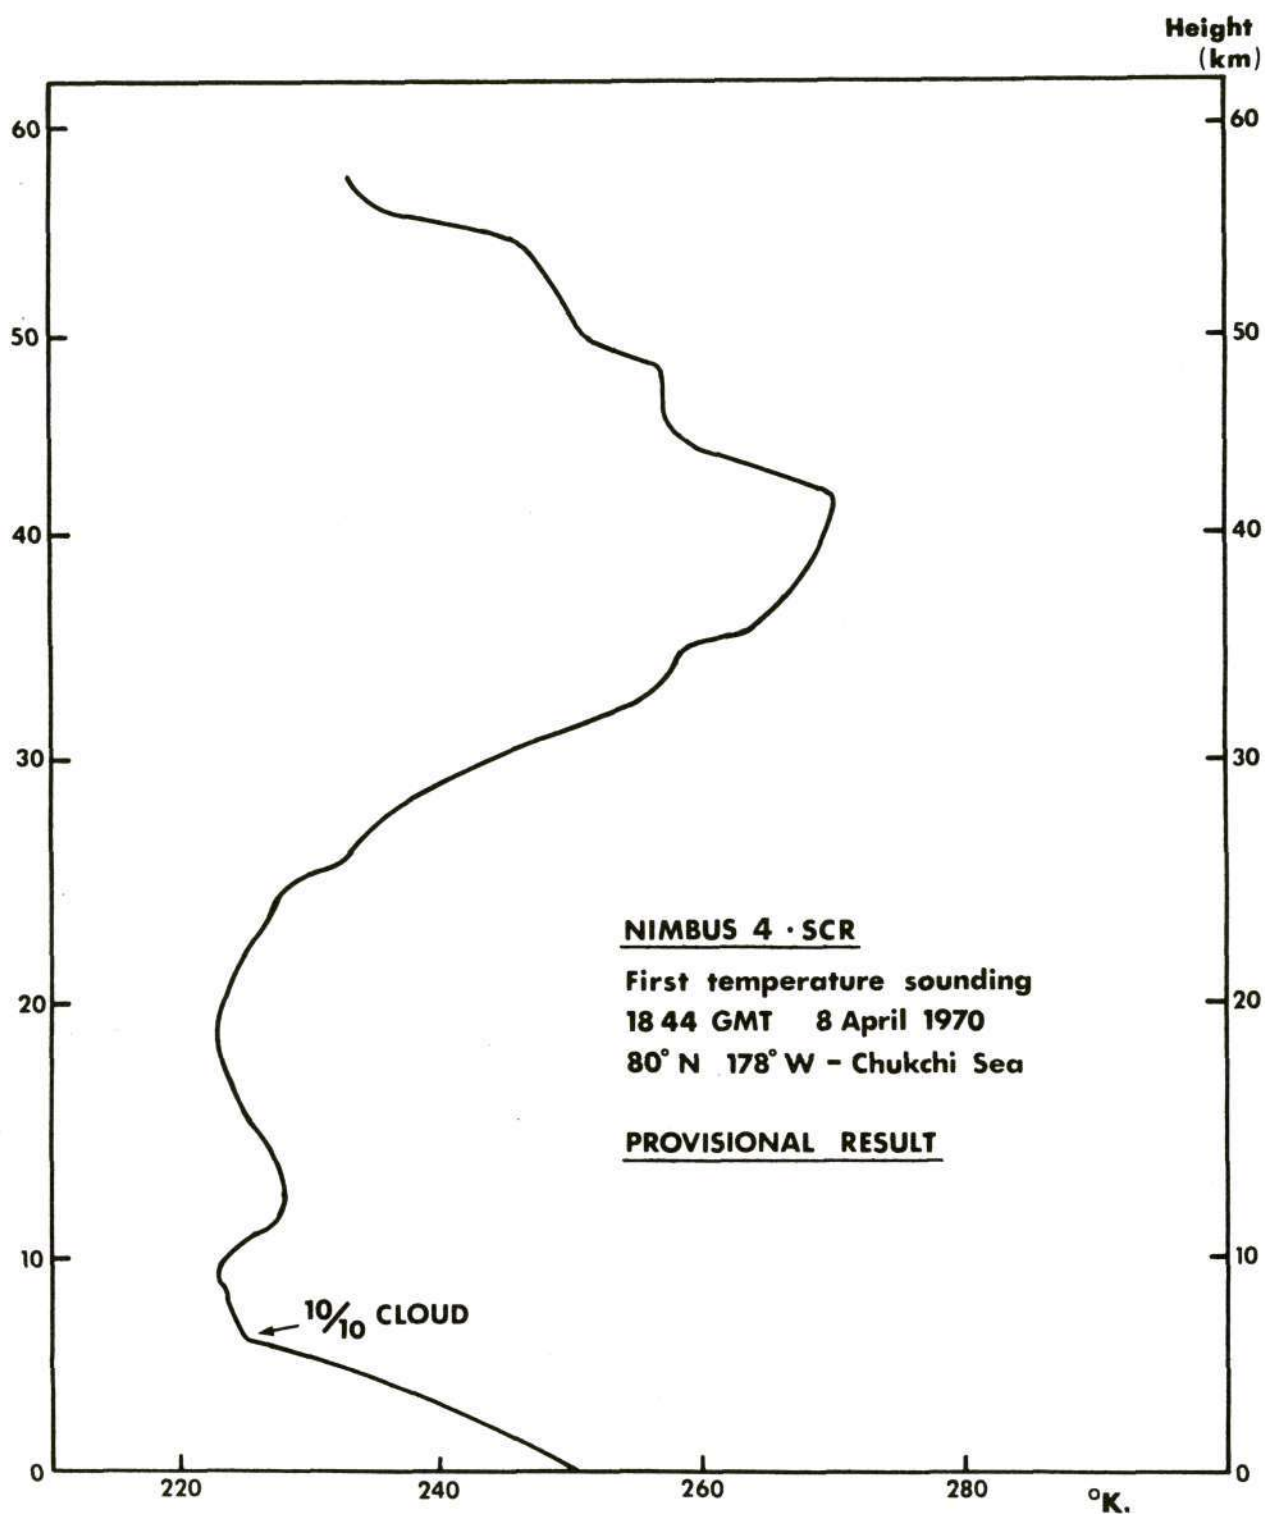 Height
(km)
60 60
50 50
40 40
30 30
NIMBUS 4 · SCR
First temperature sounding
20 20
18 44 GMT 8 April 1970
80° N 178° W – Chukchi Sea
PROVISIONAL RESULT
10 10
10/10 CLOUD
0 0
220 240 260 280 °K.